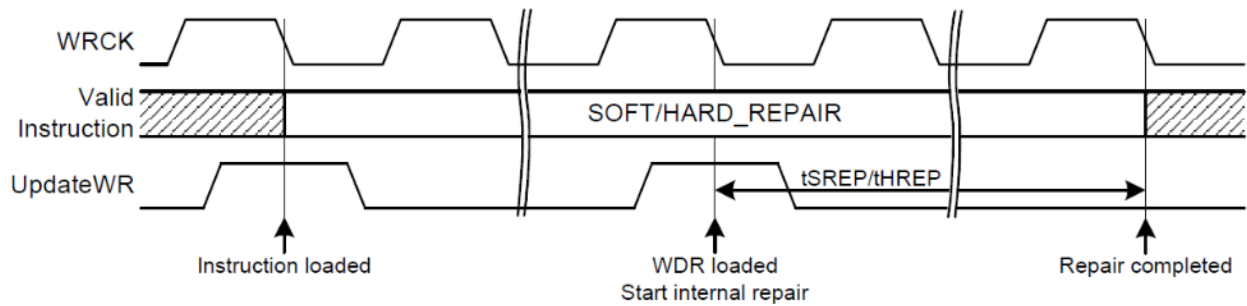 WRCK
Valid
Instruction
SOFT/HARD_REPAIR
UpdateWR
tSREP/tHREP
Instruction loaded
WDR loaded
Start internal repair
Repair completed